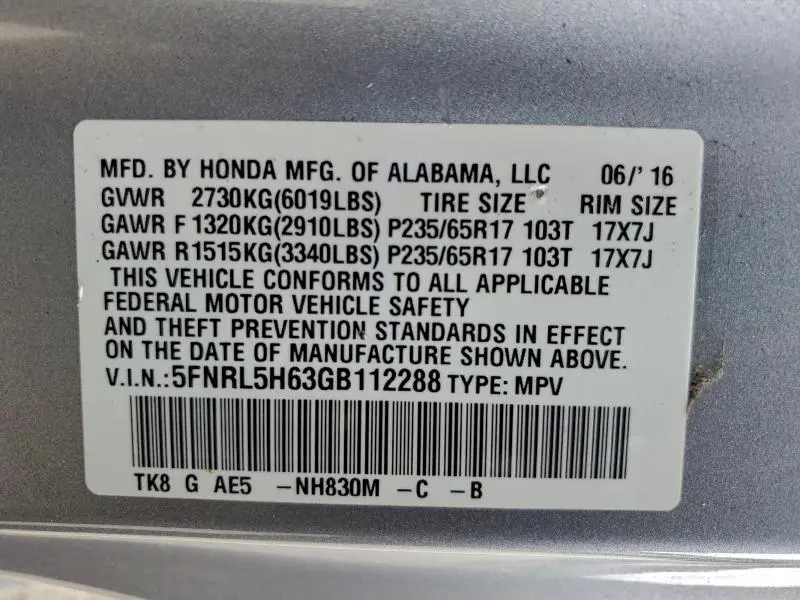 MFD. BY HONDA MFG. OF ALABAMA, LLC 06/' 16
GVWR 2730KG(6019LBS) TIRE SIZE RIM SIZE
GAWR F 1320KG(2910LBS) P235/65R17 103T 17X7J
GAWR R1515KG(3340LBS) P235/65R17 103T 17X7J
THIS VEHICLE CONFORMS TO ALL APPLICABLE
FEDERAL MOTOR VEHICLE SAFETY
AND THEFT PREVENTION STANDARDS IN EFFECT
ON THE DATE OF MANUFACTURE SHOWN ABOVE.
V.I.N.:5FNRL5H63GB112288 TYPE: MPV
TK8 G AE5 -NH830M -C -B